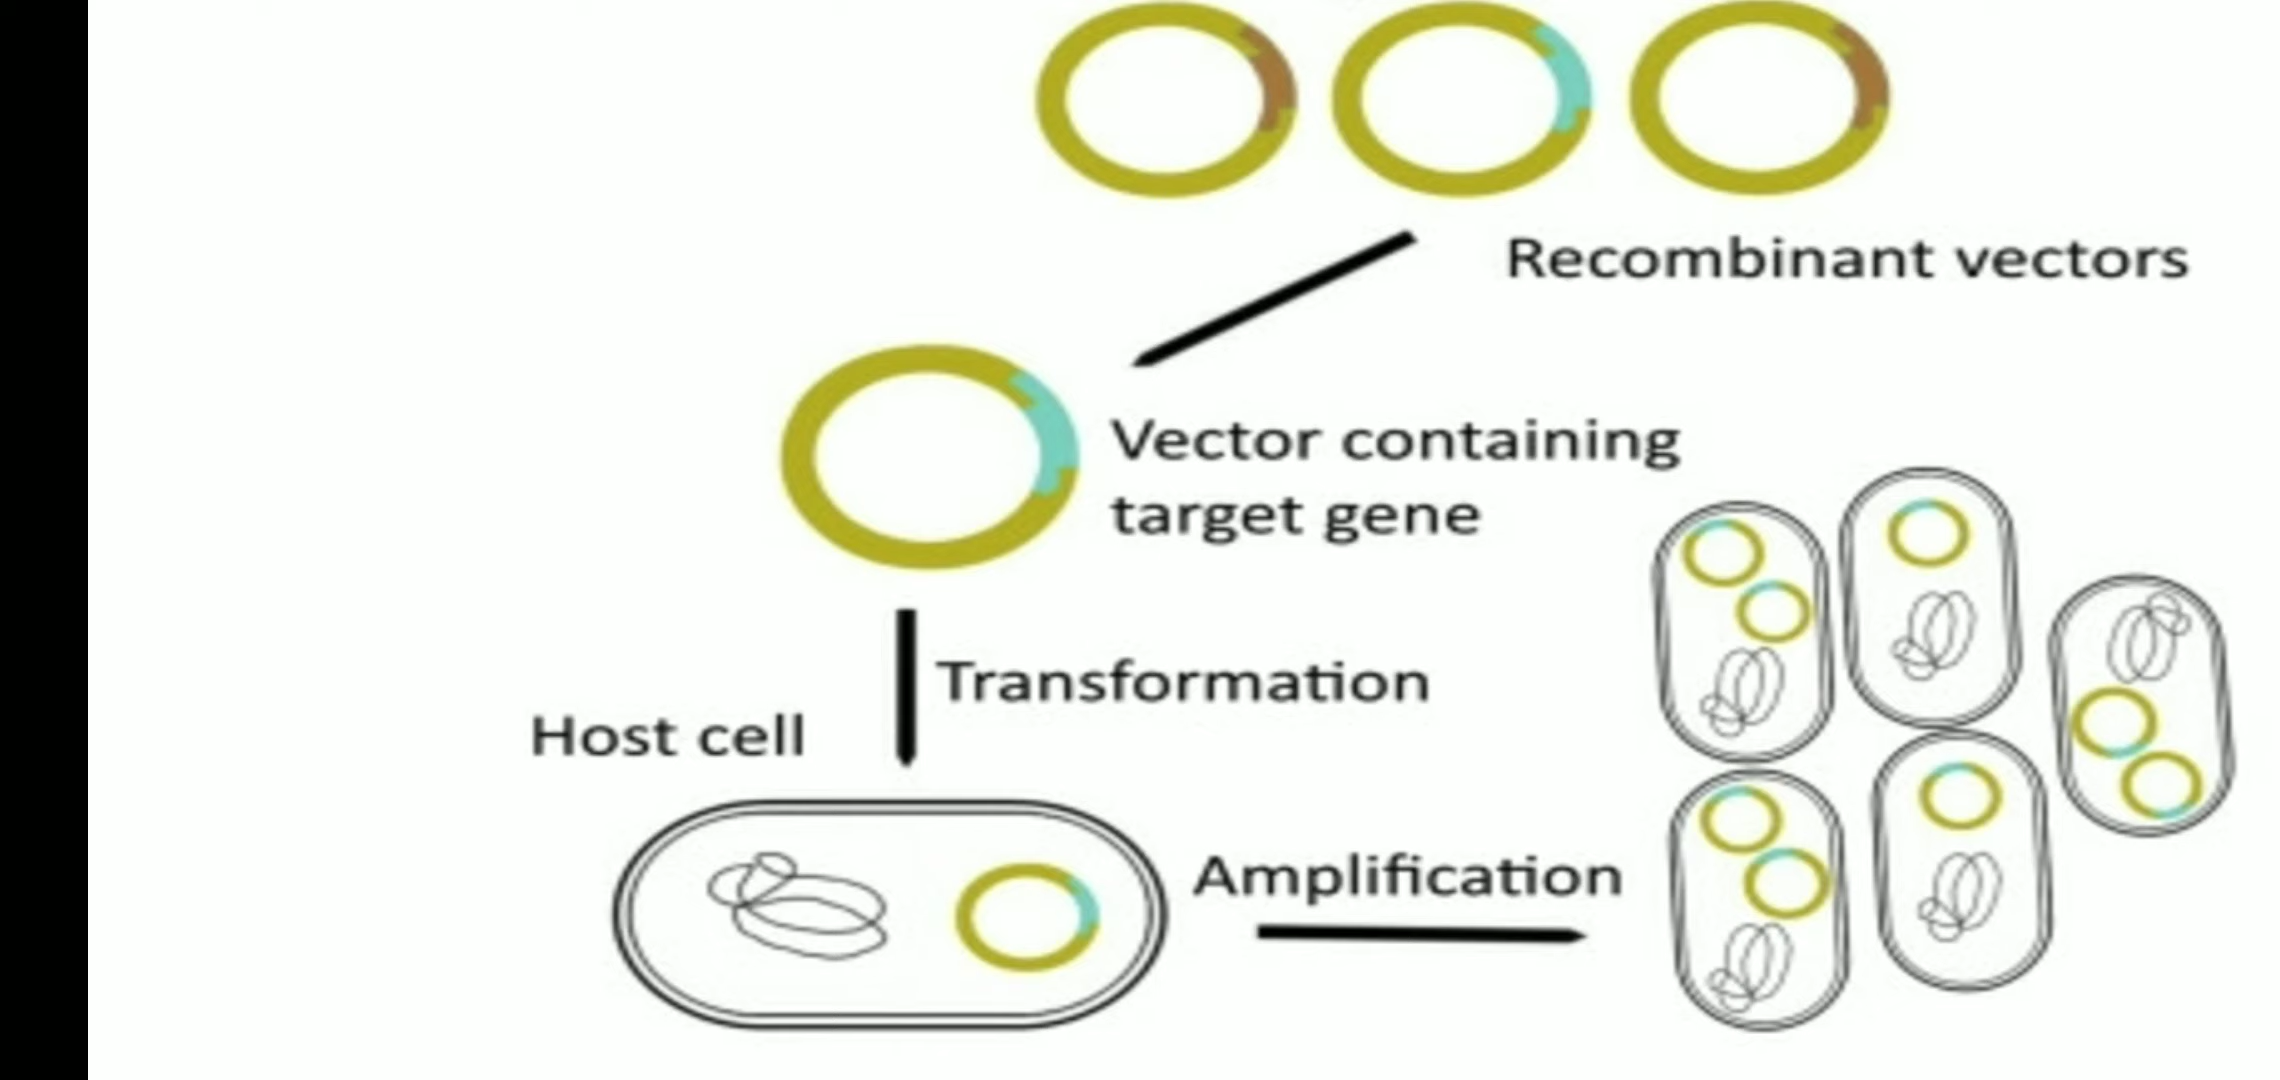 Recombinant vectors
Vector containing
target gene
Transformation
Host cell
Amplification